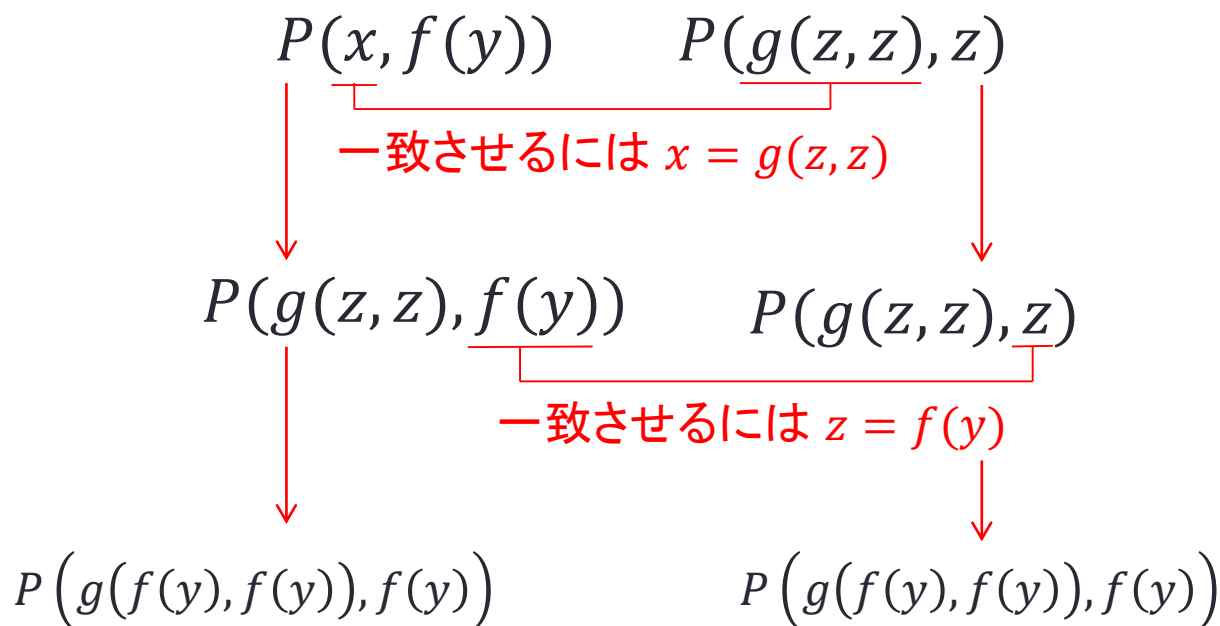 P(x, f(y)) P(g(z, z), z)
一致させるには x = g(z, z)
P(g(z, z), f(y)) P(g(z, z), z)
一致させるには z = f(y)
P(g(f(y), f(y)), f(y)) P(g(f(y), f(y)), f(y))